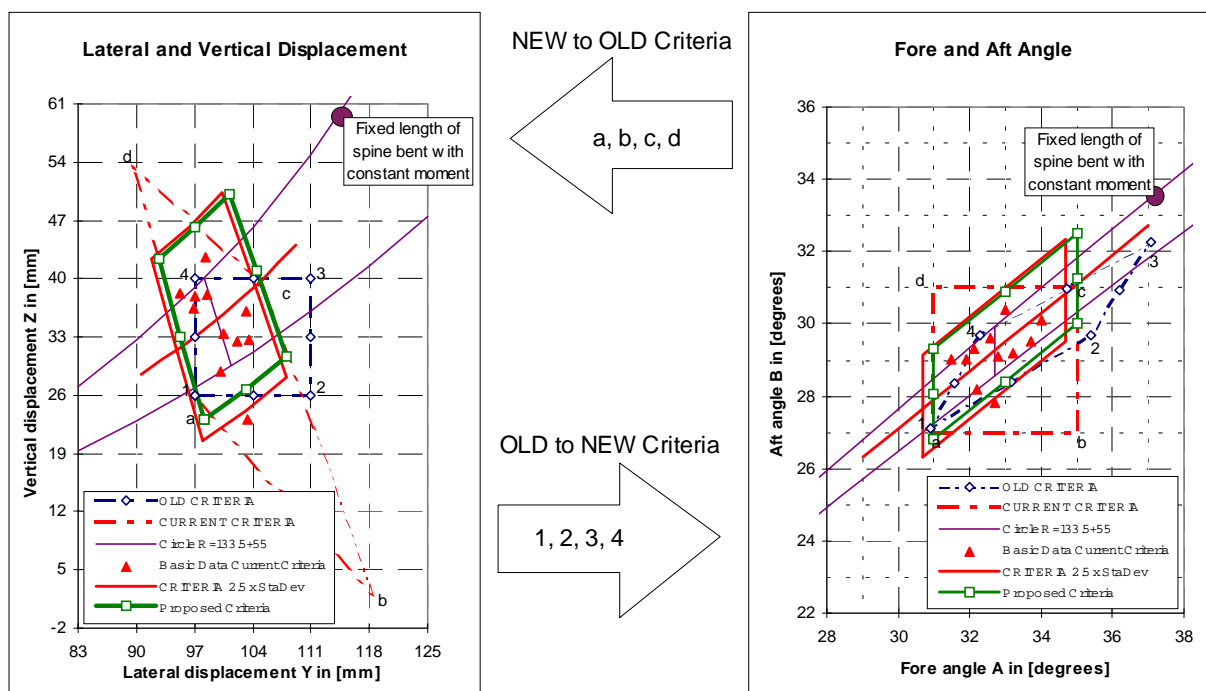 Lateral and Vertical Displacement
61
54
47
40
33
26
19
12
5
-2
83
90
97
104
111
118
125
Vertical displacement Z in [mm]
Lateral displacement Y in [mm]
Fixed length of
spine bent with
constant moment
d
4
3
c
1
2
a
b
OLD CRITERIA
CURRENT CRITERIA
Circle R=133.5+55
Basic Data Current Criteria
CRITERIA 2.5 x StaDev
Proposed Criteria
NEW to OLD Criteria
a, b, c, d
OLD to NEW Criteria
1, 2, 3, 4
Fore and Aft Angle
36
34
32
30
28
26
24
22
28
30
32
34
36
38
Aft angle B in [degrees]
Fore angle A in [degrees]
Fixed length of
spine bent with
constant moment
d
c
3
4
2
1
a
b
OLD CRITERIA
CURRENT CRITERIA
Circle R=133.5+55
Basic Data Current Criteria
CRITERIA 2.5 x StaDev
Proposed Criteria